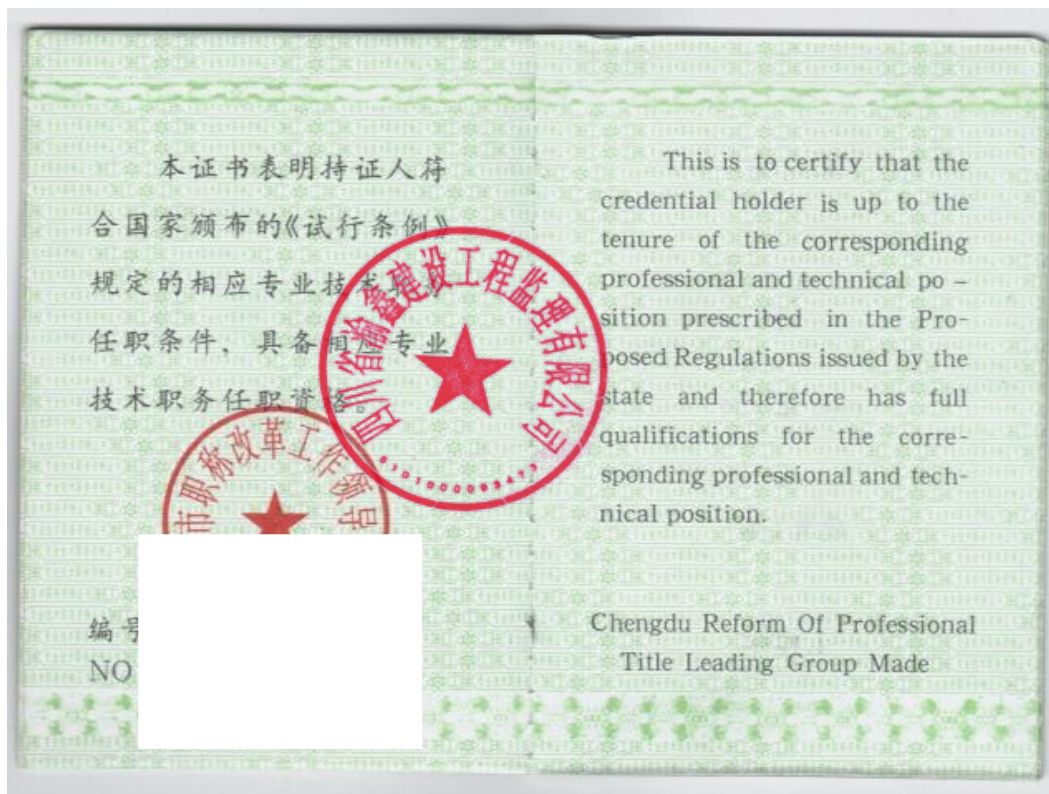 本证书表明持证人符
合国家颁布的《试行条例》
规定的相应专业技术职务
任职条件，具备相应专业
技术职务任职资格。
四川省瀚鑫建设工程监理有限公司
5101000093473
市职称改革工作领导
编号
NO
This is to certify that the
credential holder is up to the
tenure of the corresponding
professional and technical po –
sition prescribed in the Pro-
posed Regulations issued by the
state and therefore has full
qualifications for the corre-
sponding professional and tech-
nical position.
Chengdu Reform Of Professional
Title Leading Group Made